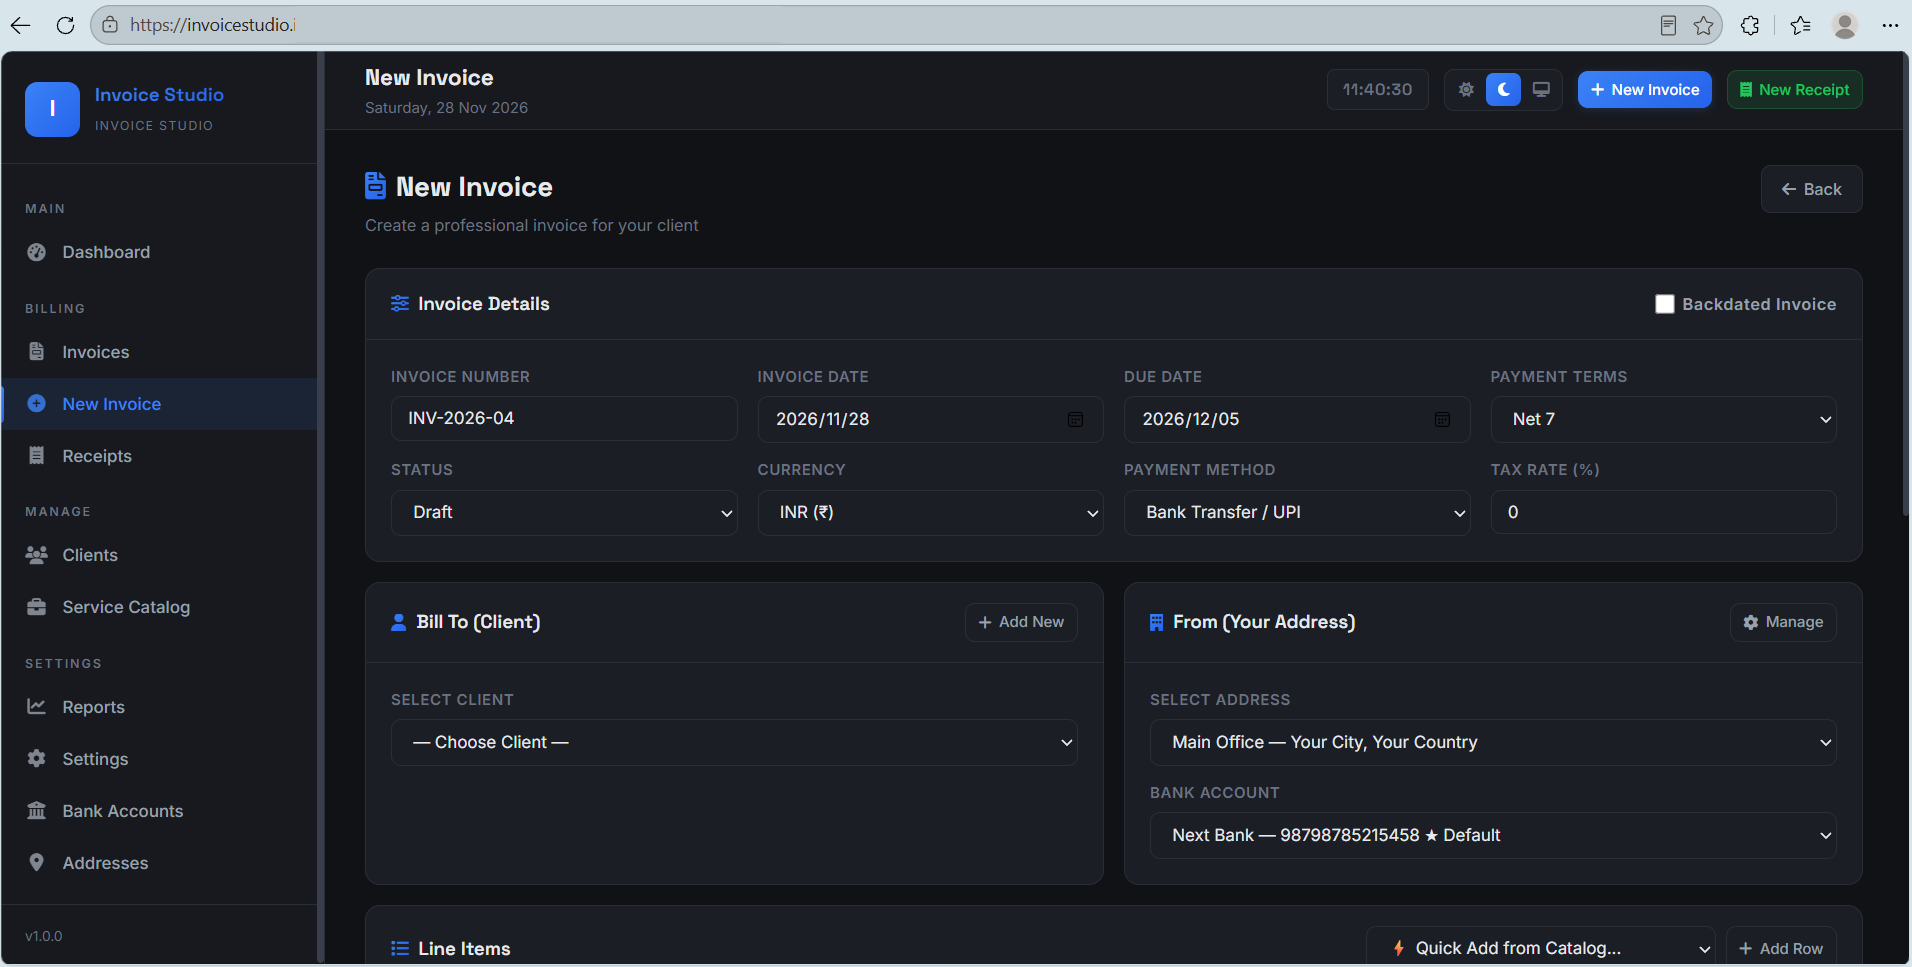 https://invoicestudio.i
I
Invoice Studio
INVOICE STUDIO
MAIN
Dashboard
BILLING
Invoices
New Invoice
Receipts
MANAGE
Clients
Service Catalog
SETTINGS
Reports
Settings
Bank Accounts
Addresses
v1.0.0
New Invoice
Saturday, 28 Nov 2026
11:40:30
+ New Invoice
New Receipt
New Invoice
Create a professional invoice for your client
← Back
Invoice Details
Backdated Invoice
INVOICE NUMBER
INV-2026-04
INVOICE DATE
2026/11/28
DUE DATE
2026/12/05
PAYMENT TERMS
Net 7
STATUS
Draft
CURRENCY
INR (₹)
PAYMENT METHOD
Bank Transfer / UPI
TAX RATE (%)
0
Bill To (Client)
+ Add New
SELECT CLIENT
— Choose Client —
From (Your Address)
Manage
SELECT ADDRESS
Main Office — Your City, Your Country
BANK ACCOUNT
Next Bank — 98798785215458 ★ Default
Line Items
Quick Add from Catalog...
+ Add Row